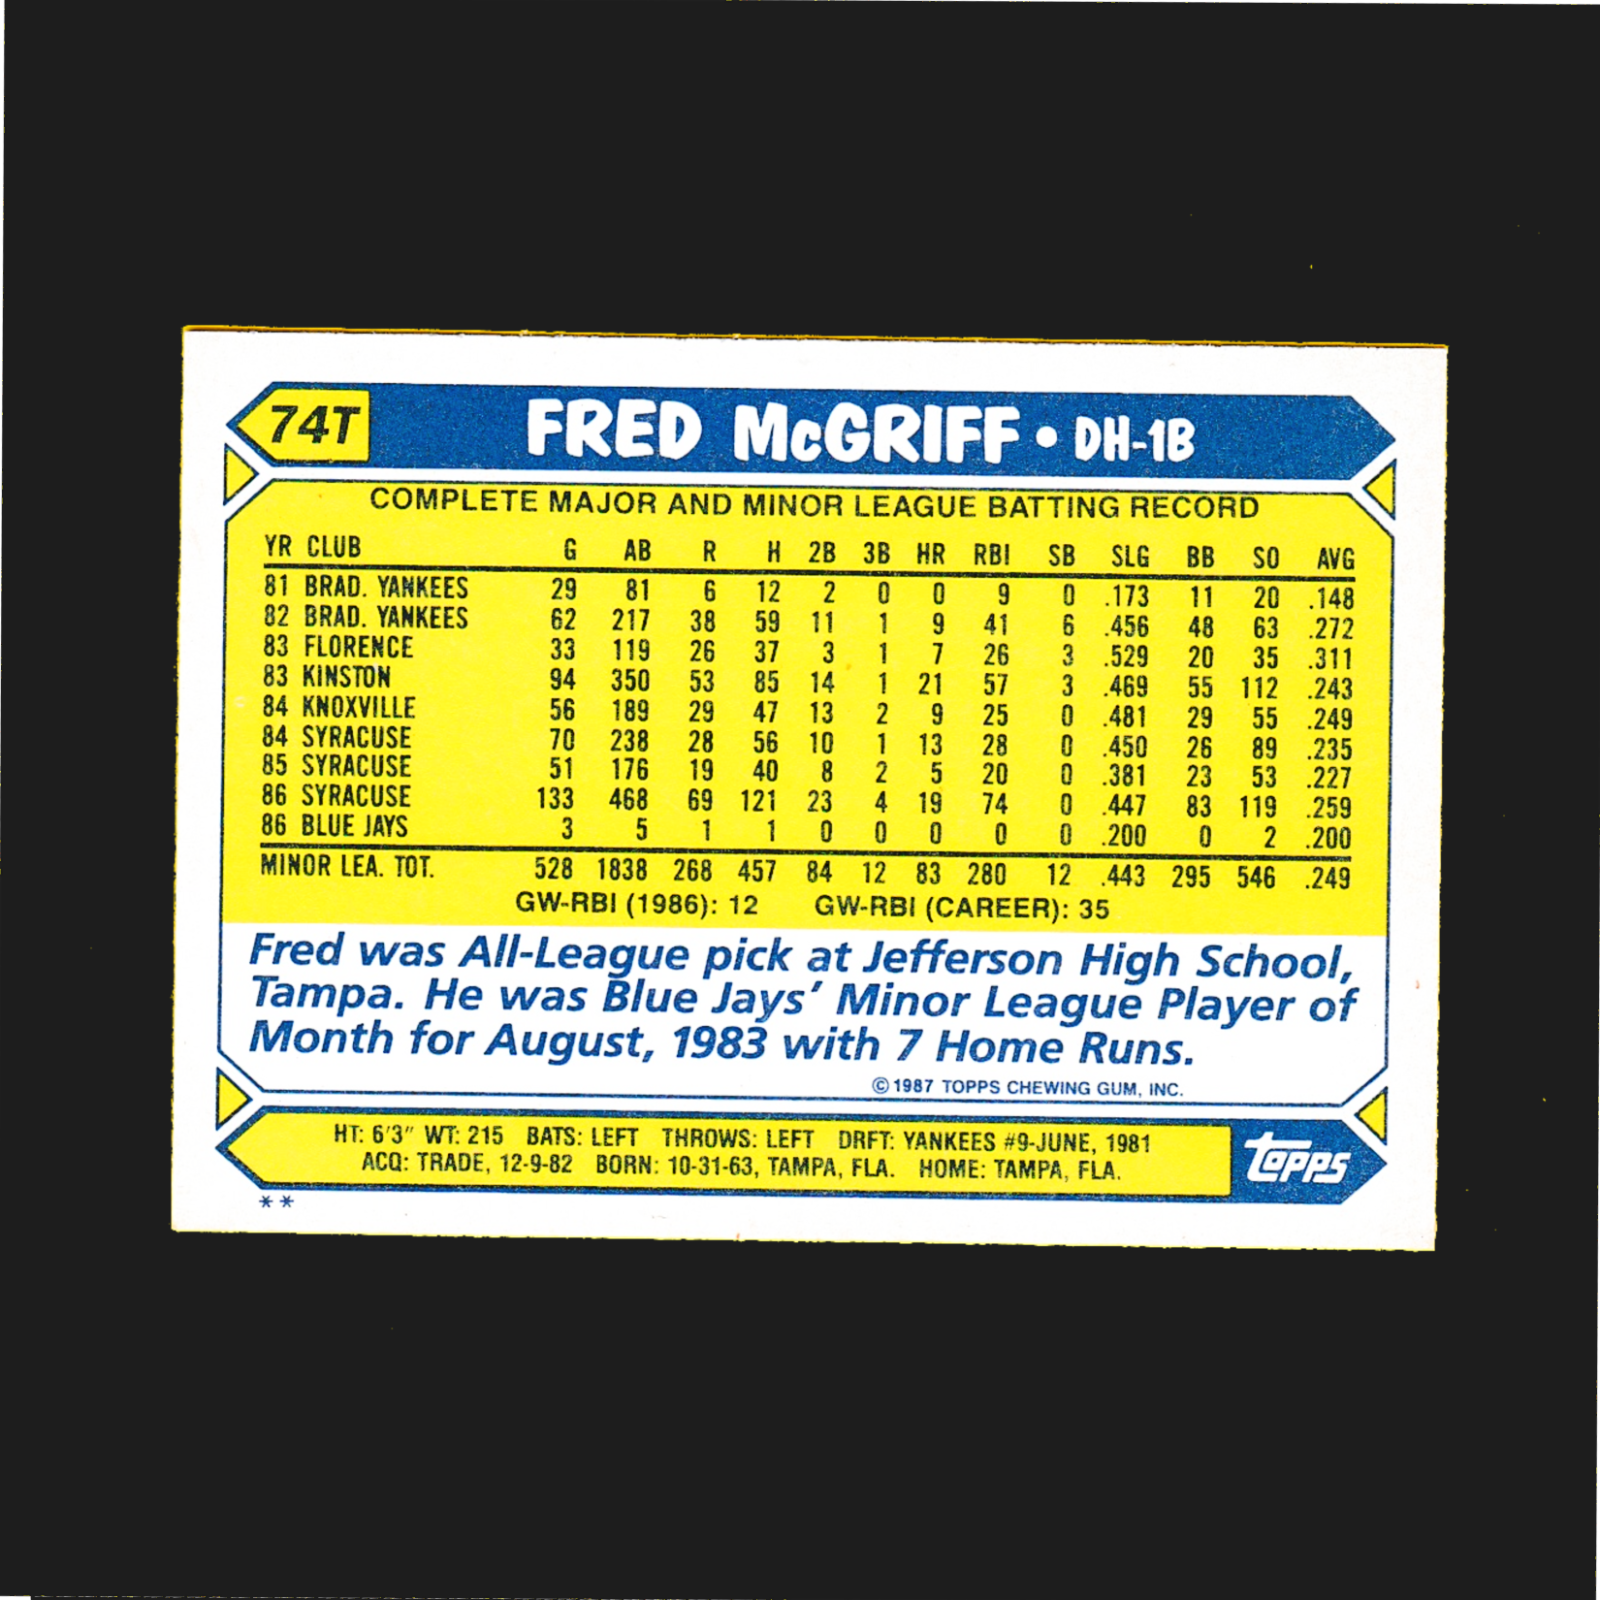 74T FRED McGRIFF • DH-1B
COMPLETE MAJOR AND MINOR LEAGUE BATTING RECORD
YR CLUB G AB R H 2B 3B HR RBI SB SLG BB SO AVG
81 BRAD. YANKEES 29 81 6 12 2 0 0 9 0 .173 11 20 .148
82 BRAD. YANKEES 62 217 38 59 11 1 9 41 6 .456 48 63 .272
83 FLORENCE 33 119 26 37 3 1 7 26 3 .529 20 35 .311
83 KINSTON 94 350 53 85 14 1 21 57 3 .469 55 112 .243
84 KNOXVILLE 56 189 29 47 13 2 9 25 0 .481 29 55 .249
84 SYRACUSE 70 238 28 56 10 1 13 28 0 .450 26 89 .235
85 SYRACUSE 51 176 19 40 8 2 5 20 0 .381 23 53 .227
86 SYRACUSE 133 468 69 121 23 4 19 74 0 .447 83 119 .259
86 BLUE JAYS 3 5 1 1 0 0 0 0 0 .200 0 2 .200
MINOR LEA. TOT. 528 1838 268 457 84 12 83 280 12 .443 295 546 .249
GW-RBI (1986): 12 GW-RBI (CAREER): 35
Fred was All-League pick at Jefferson High School,
Tampa. He was Blue Jays' Minor League Player of
Month for August, 1983 with 7 Home Runs.
© 1987 TOPPS CHEWING GUM, INC.
HT: 6'3" WT: 215 BATS: LEFT THROWS: LEFT DRFT: YANKEES #9-JUNE, 1981
ACQ: TRADE, 12-9-82 BORN: 10-31-63, TAMPA, FLA. HOME: TAMPA, FLA.
topps
**